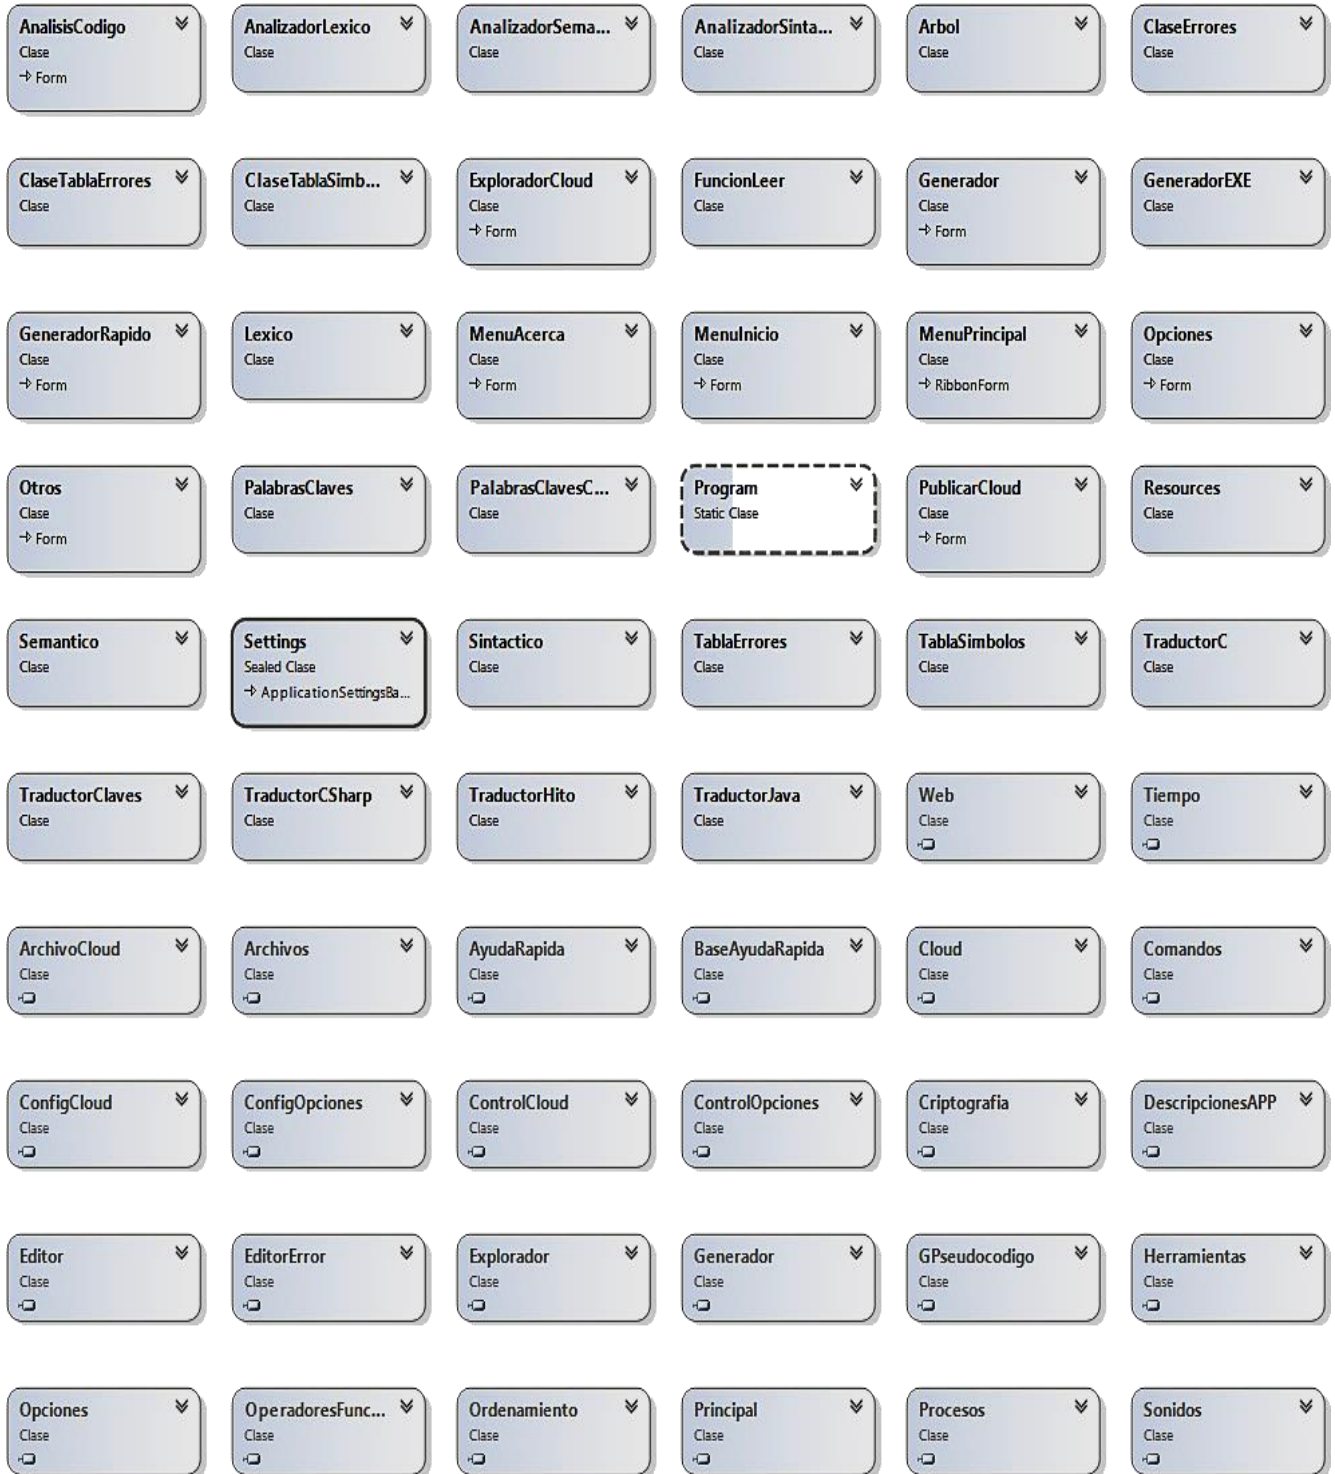 AnalisisCodigo
Clase
Form
AnalizadorLexico
Clase
AnalizadorSema...
Clase
AnalizadorSinta...
Clase
Arbol
Clase
ClaseErrores
Clase
ClaseTablaErrores
Clase
ClaseTablaSimb...
Clase
ExploradorCloud
Clase
Form
FuncionLeer
Clase
Generador
Clase
Form
GeneradorEXE
Clase
GeneradorRapido
Clase
Form
Lexico
Clase
MenuAcerca
Clase
Form
MenuInicio
Clase
Form
MenuPrincipal
Clase
RibbonForm
Opciones
Clase
Form
Otros
Clase
Form
PalabrasClaves
Clase
PalabrasClavesC...
Clase
Program
Static Clase
PublicarCloud
Clase
Form
Resources
Clase
Semantico
Clase
Settings
Sealed Clase
ApplicationSettingsBa...
Sintactico
Clase
TablaErrores
Clase
TablaSimbolos
Clase
TraductorC
Clase
TraductorClaves
Clase
TraductorCSharp
Clase
TraductorHito
Clase
TraductorJava
Clase
Web
Clase
Tiempo
Clase
ArchivoCloud
Clase
Archivos
Clase
AyudaRapida
Clase
BaseAyudaRapida
Clase
Cloud
Clase
Comandos
Clase
ConfigCloud
Clase
ConfigOpciones
Clase
ControlCloud
Clase
ControlOpciones
Clase
Criptografia
Clase
DescripcionesAPP
Clase
Editor
Clase
EditorError
Clase
Explorador
Clase
Generador
Clase
GPseudocodigo
Clase
Herramientas
Clase
Opciones
Clase
OperadoresFunc...
Clase
Ordenamiento
Clase
Principal
Clase
Procesos
Clase
Sonidos
Clase